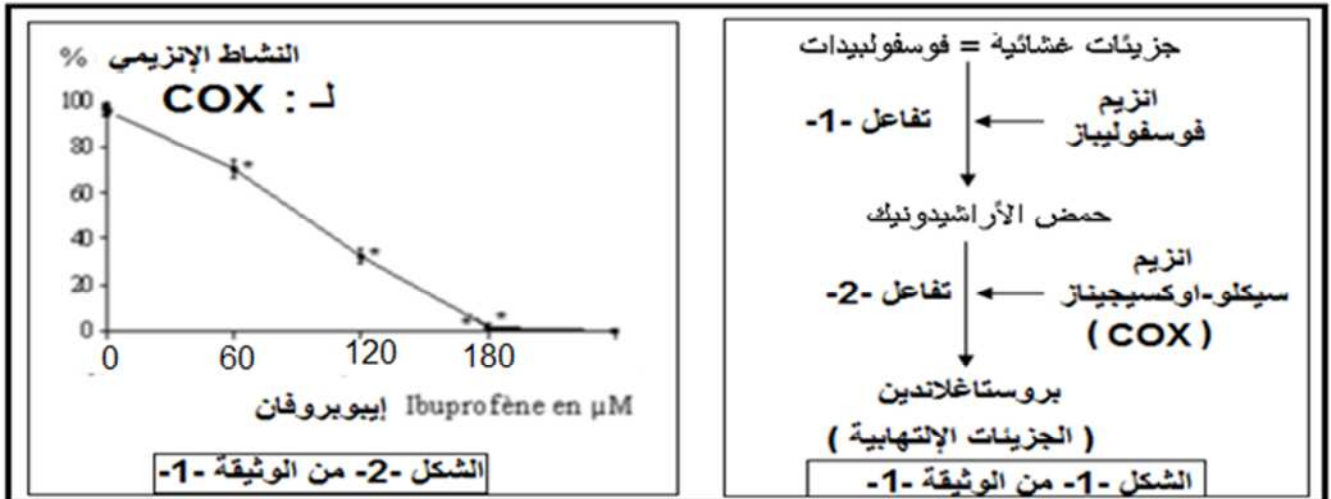 جزيئات غشائية = فوسفولبيدات
انزيم
فوسفوليباز
تفاعل -1-
حمض الأراشيدونيك
انزيم
سيكلو-اوكسيجيناز
( COX )
تفاعل -2-
بروستاغلاندين
( الجزيئات الإلتهابية )
الشكل -1- من الوثيقة -1-
النشاط الإنزيمي %
لـ : COX
100
80
60
40
20
0
0 60 120 180
إيبوبروفان Ibuprofène en µM
الشكل -2- من الوثيقة -1-